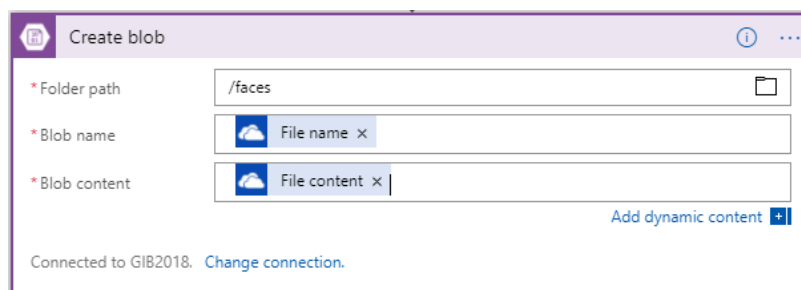 Create blob
* Folder path /faces
* Blob name File name ×
* Blob content File content ×
Add dynamic content
Connected to GIB2018. Change connection.